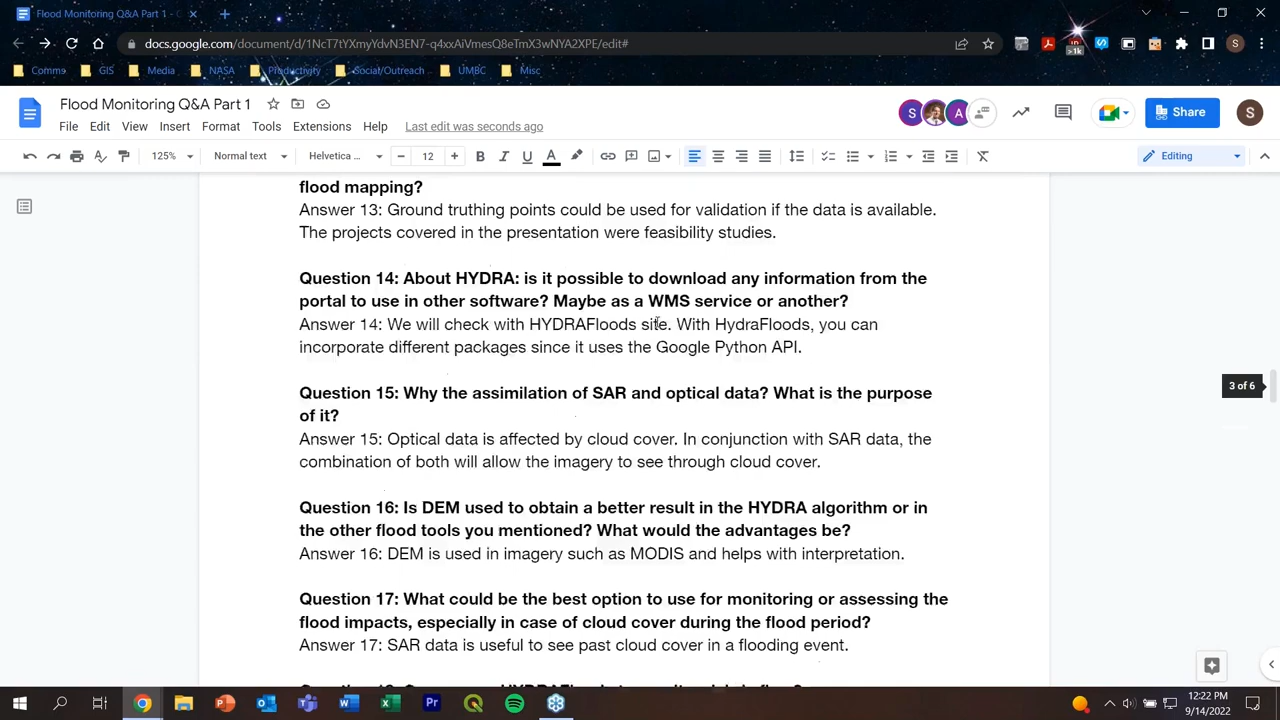 Flood Monitoring Q&A Part 1 - G
docs.google.com/document/d/1NcT7tYXmyYdvN3EN7-q4xxAiVmesQ8eTmX3wNYA2XPE/edit#
>1k
S
Comms
GIS
Media
NASA
Productivity
Social/Outreach
UMBC
Misc
Flood Monitoring Q&A Part 1
S
A
Share
S
File Edit View Insert Format Tools Extensions Help Last edit was seconds ago
125% Normal text Helvetica ... 12 B I U A Editing
flood mapping?
Answer 13: Ground truthing points could be used for validation if the data is available.
The projects covered in the presentation were feasibility studies.
Question 14: About HYDRA: is it possible to download any information from the
portal to use in other software? Maybe as a WMS service or another?
Answer 14: We will check with HYDRAFloods site. With HydraFloods, you can
incorporate different packages since it uses the Google Python API.
3 of 6
Question 15: Why the assimilation of SAR and optical data? What is the purpose
of it?
Answer 15: Optical data is affected by cloud cover. In conjunction with SAR data, the
combination of both will allow the imagery to see through cloud cover.
Question 16: Is DEM used to obtain a better result in the HYDRA algorithm or in
the other flood tools you mentioned? What would the advantages be?
Answer 16: DEM is used in imagery such as MODIS and helps with interpretation.
Question 17: What could be the best option to use for monitoring or assessing the
flood impacts, especially in case of cloud cover during the flood period?
Answer 17: SAR data is useful to see past cloud cover in a flooding event.
12:22 PM
9/14/2022